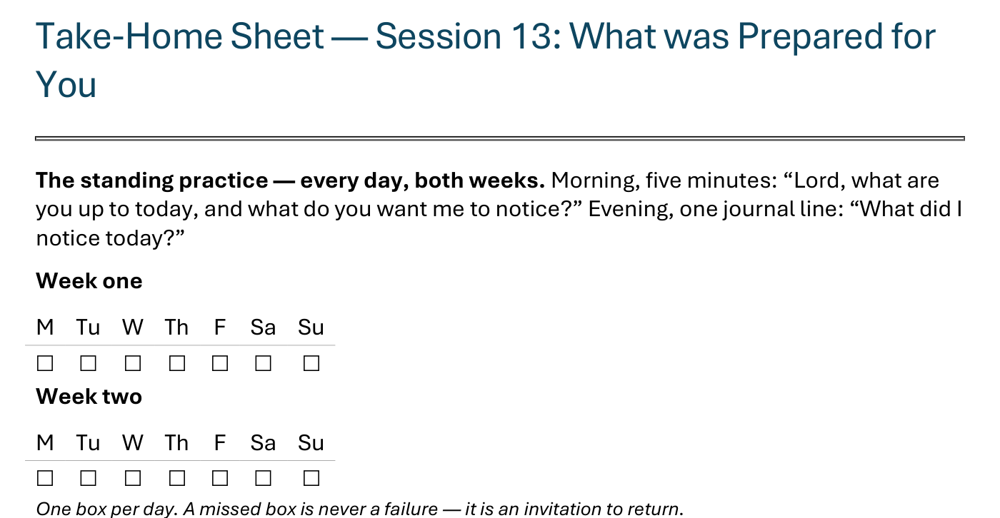 Take-Home Sheet — Session 13: What was Prepared for
You
The standing practice — every day, both weeks. Morning, five minutes: “Lord, what are
you up to today, and what do you want me to notice?” Evening, one journal line: “What did I
notice today?”
Week one
M Tu W Th F Sa Su
☐ ☐ ☐ ☐ ☐ ☐ ☐
Week two
M Tu W Th F Sa Su
☐ ☐ ☐ ☐ ☐ ☐ ☐
One box per day. A missed box is never a failure — it is an invitation to return.